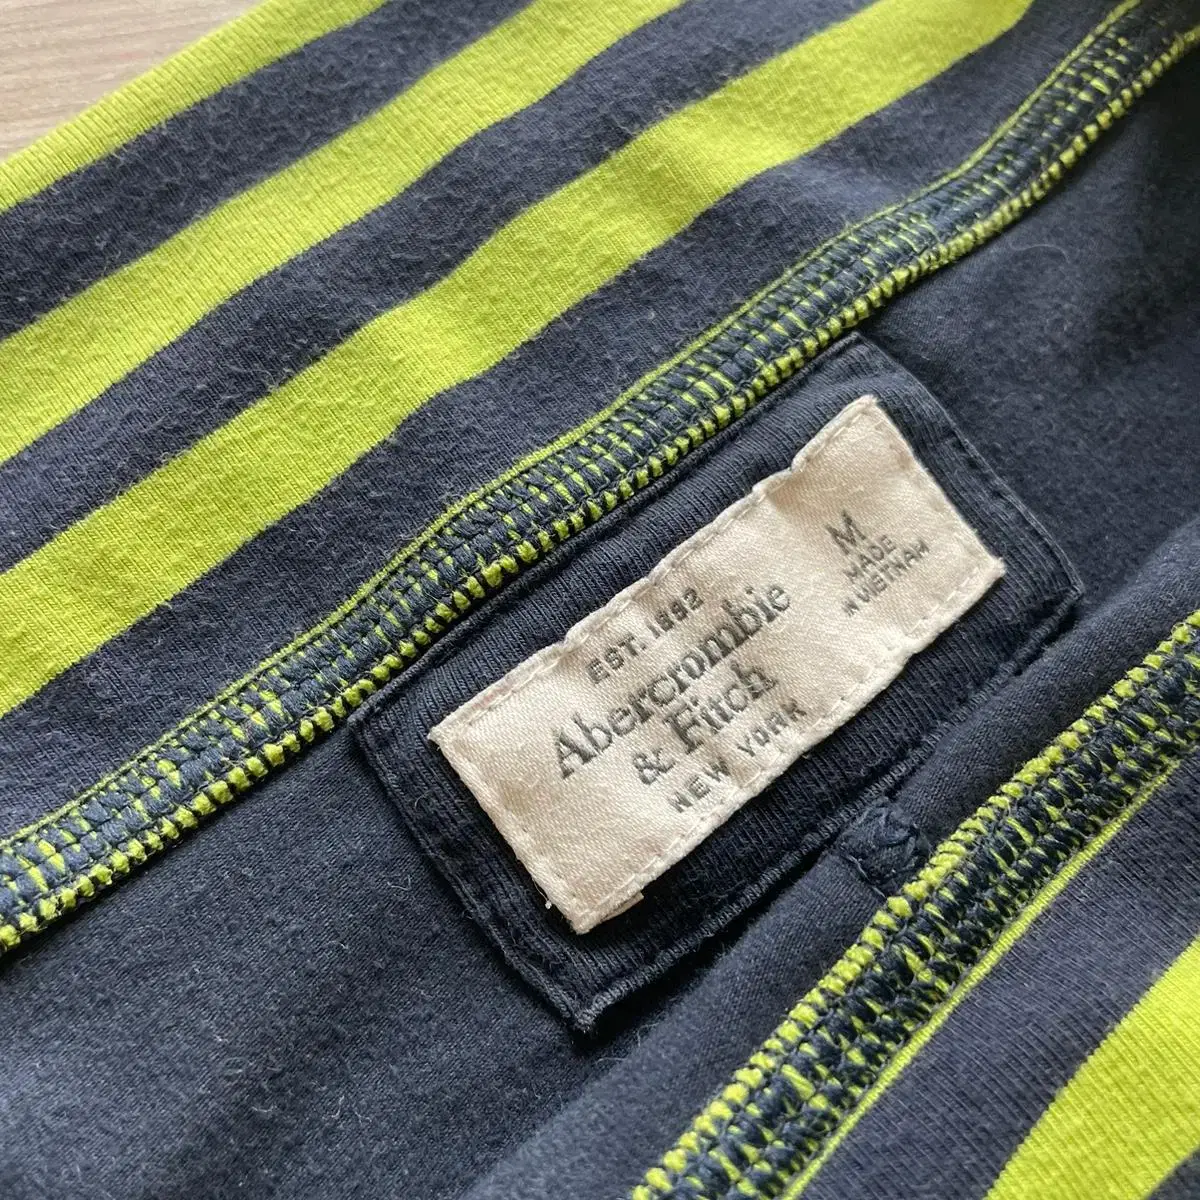 EST. 1892
Abercrombie
& Fitch
NEW YORK
M
MADE
IN VIETNAM